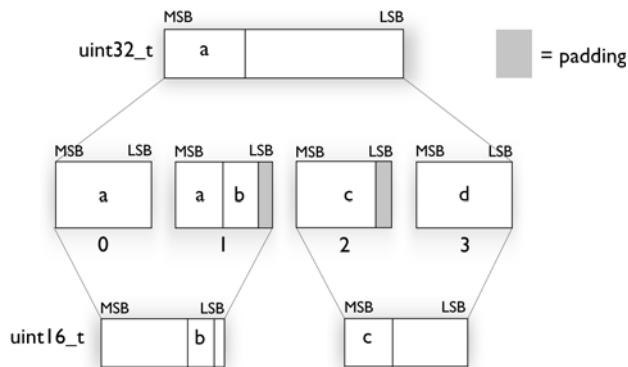 MSB LSB
uint32_t a = padding
MSB LSB MSB LSB MSB LSB MSB LSB
a a b c d
0 1 2 3
MSB LSB MSB LSB
uint16_t b c